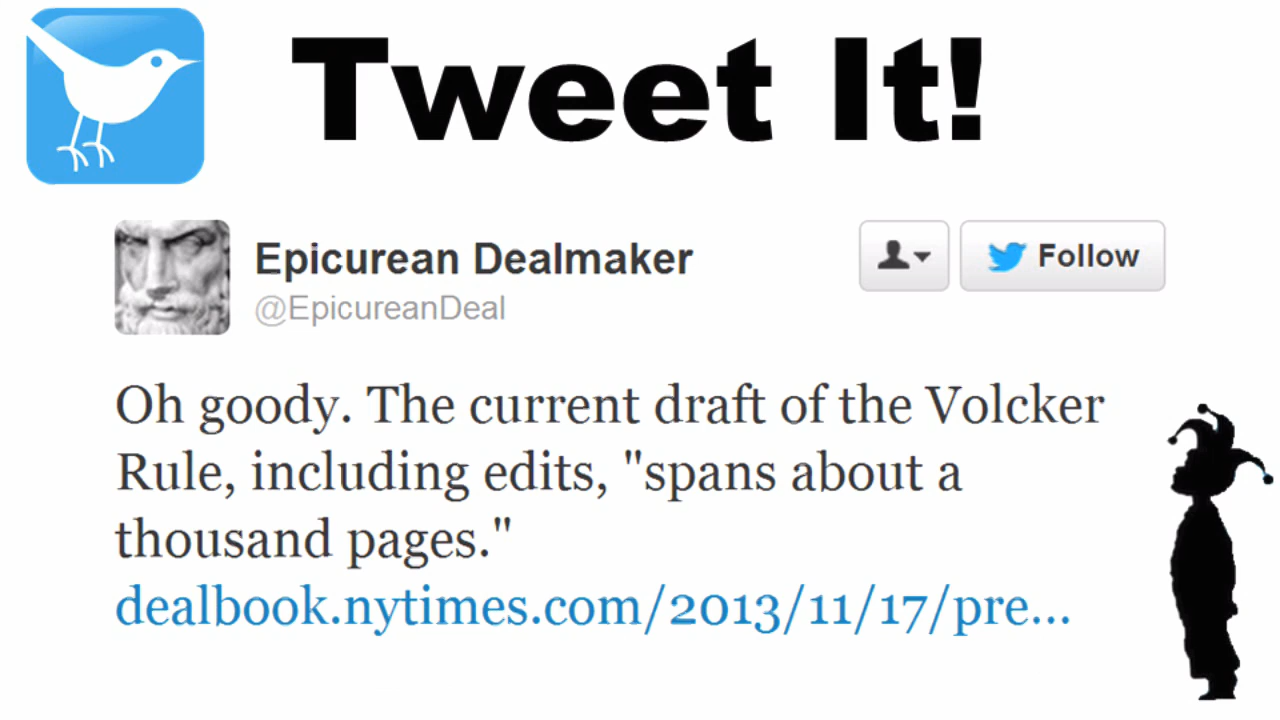 Tweet It!
Epicurean Dealmaker
@EpicureanDeal
Follow
Oh goody. The current draft of the Volcker
Rule, including edits, "spans about a
thousand pages."
dealbook.nytimes.com/2013/11/17/pre...